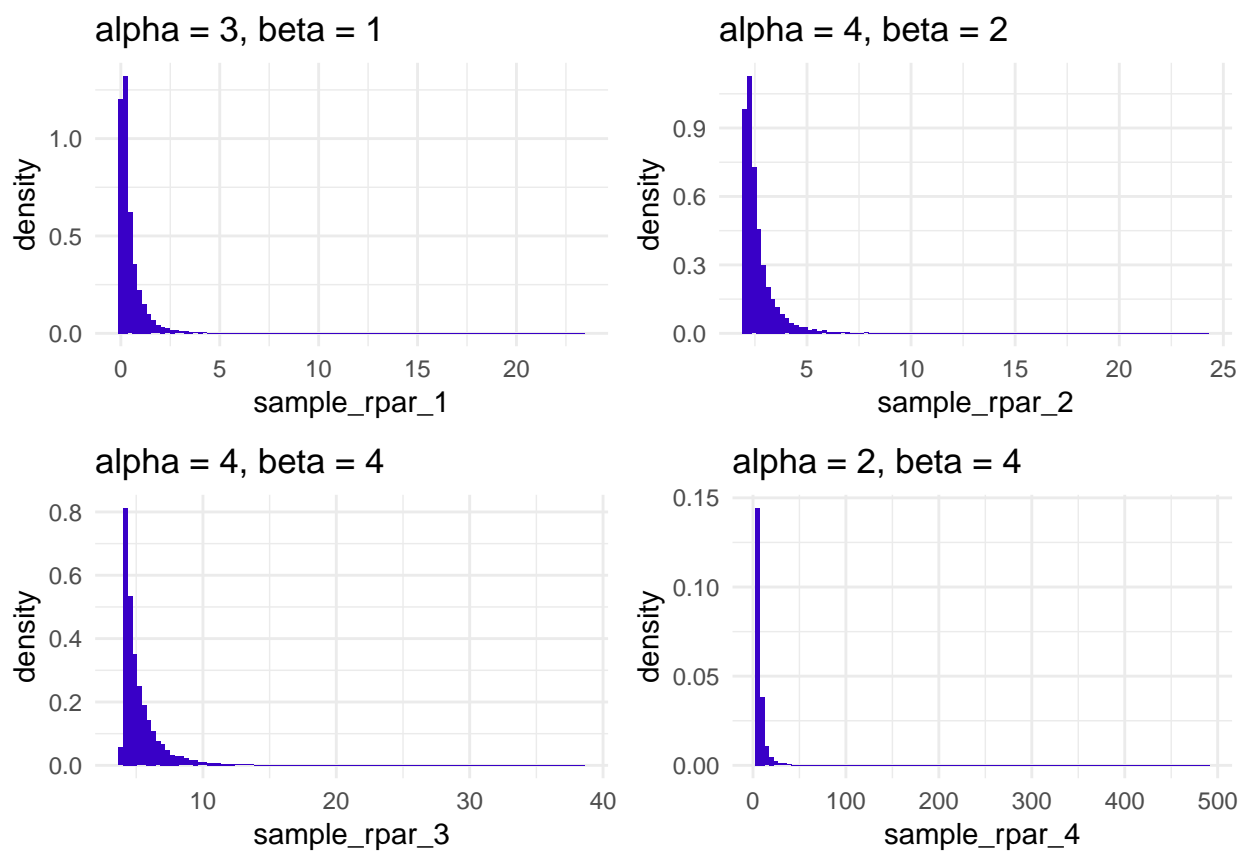 alpha = 3, beta = 1
density
1.0
0.5
0.0
0 5 10 15 20
sample_rpar_1
alpha = 4, beta = 2
density
0.9
0.6
0.3
0.0
5 10 15 20 25
sample_rpar_2
alpha = 4, beta = 4
density
0.8
0.6
0.4
0.2
0.0
10 20 30 40
sample_rpar_3
alpha = 2, beta = 4
density
0.15
0.10
0.05
0.00
0 100 200 300 400 500
sample_rpar_4